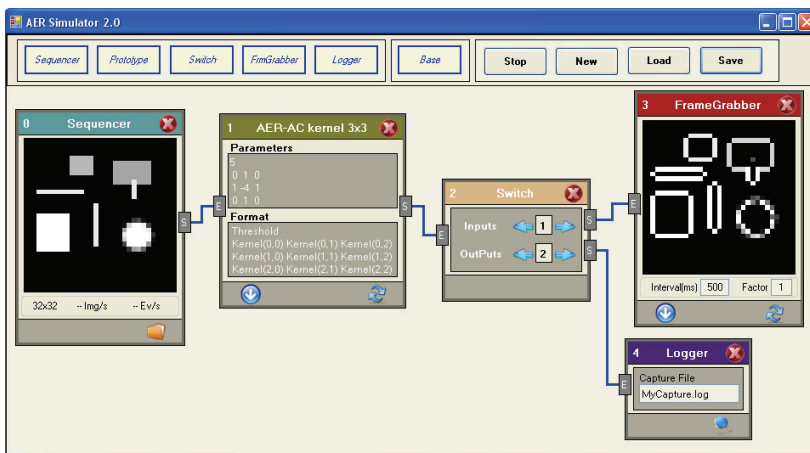 AER Simulator 2.0
Sequencer Prototype Switch FrmGrabber Logger Base Stop New Load Save
0 Sequencer
S
32x32 -- Img/s -- Ev/s
1 AER-AC kernel 3x3
Parameters
5
0 1 0
1 -4 1
0 1 0
E
S
Format
Threshold
Kernel(0,0) Kernel(0,1) Kernel(0,2)
Kernel(1,0) Kernel(1,1) Kernel(1,2)
Kernel(2,0) Kernel(2,1) Kernel(2,2)
2 Switch
E
Inputs 1
S
OutPuts 2
S
3 FrameGrabber
E
Interval(ms) 500 Factor 1
4 Logger
E
Capture File
MyCapture.log